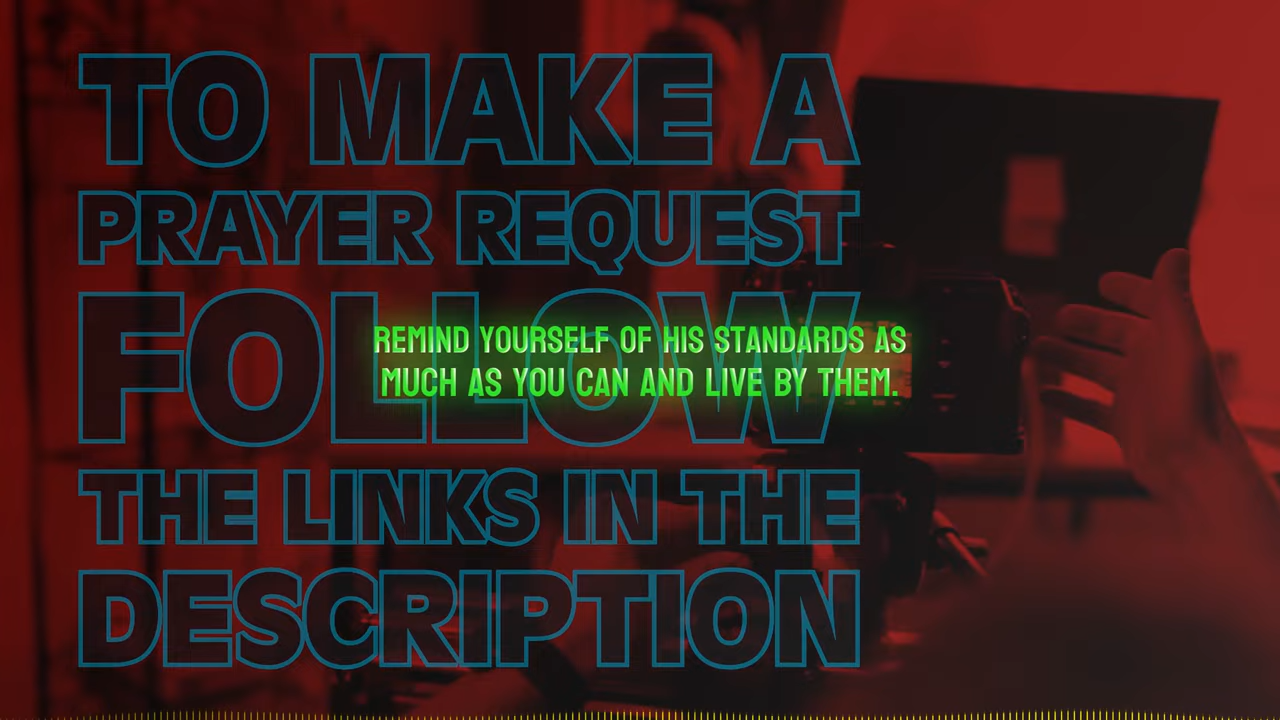 TO MAKE A
PRAYER REQUEST
FOLLOW
REMIND YOURSELF OF HIS STANDARDS AS
MUCH AS YOU CAN AND LIVE BY THEM.
THE LINKS IN THE
DESCRIPTION